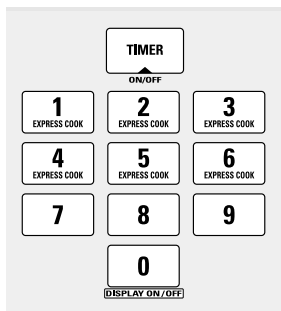 TIMER
ON/OFF
1 2 3
EXPRESS COOK EXPRESS COOK EXPRESS COOK
4 5 6
EXPRESS COOK EXPRESS COOK EXPRESS COOK
7 8 9
0
DISPLAY ON/OFF